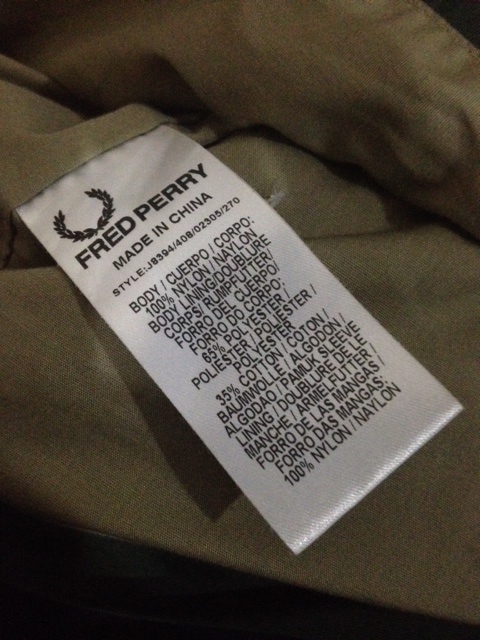 FRED PERRY
MADE IN CHINA
STYLE:J8394/408/02305/270
BODY / CUERPO / CORPO:
100% NYLON / NAYLON
BODY LINING/DOUBLURE
CORPS/ RUMPFUTTER/
FORRO DEL CUERPO/
FORRO DO CORPO:
65% POLYESTER /
POLIESTER / POLIESTER /
POLYESTER
35% COTTON / COTON /
BAUMWOLLE / ALGODON /
ALGODAO / PAMUK SLEEVE
LINING / DOUBLURE DE LE
MANCHE / ARMELFUTTER/
FORRO DE LAS MANGAS /
FORRO DAS MANGAS:
100% NYLON / NAYLON